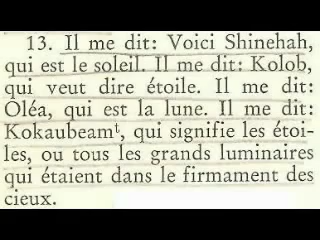 13. Il me dit: Voici Shinehah,
qui est le soleil. Il me dit: Kolob,
qui veut dire étoile. Il me dit:
Oléa, qui est la lune. Il me dit:
Kokaubeamᵗ, qui signifie les étoi-
les, ou tous les grands luminaires
qui étaient dans le firmament des
cieux.